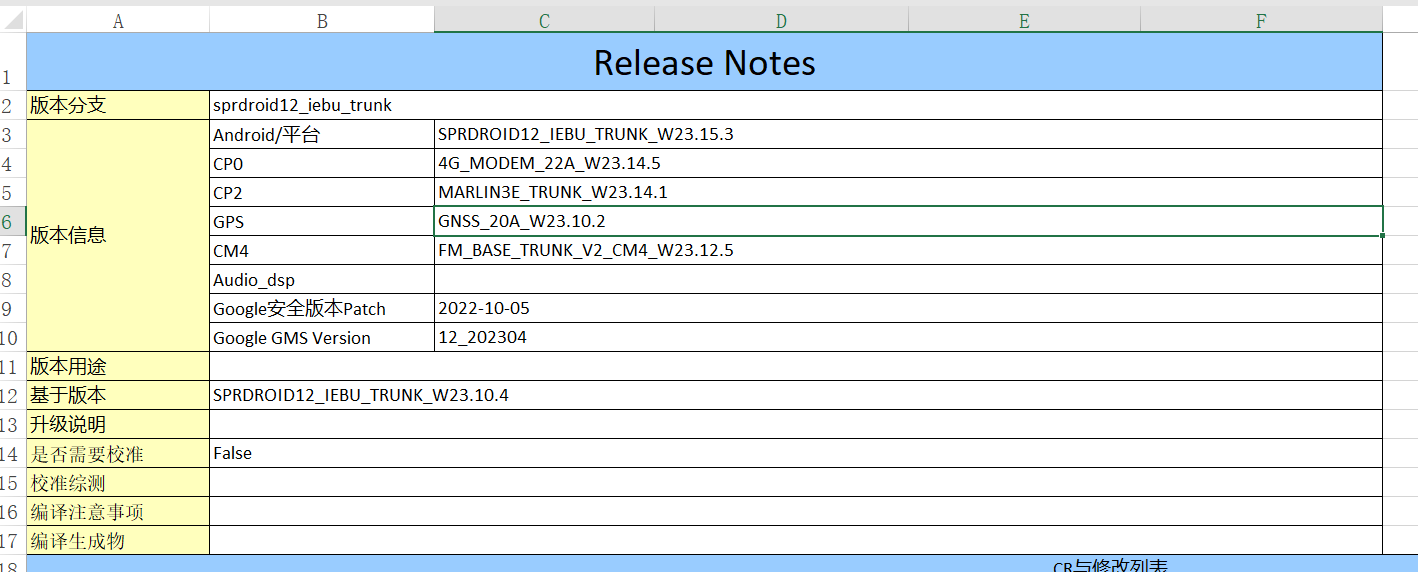 A B C D E F
1 Release Notes
2 版本分支 sprdroid12_iebu_trunk
3 Android/平台 SPRDROID12_IEBU_TRUNK_W23.15.3
4 CP0 4G_MODEM_22A_W23.14.5
5 CP2 MARLIN3E_TRUNK_W23.14.1
6 版本信息 GPS GNSS_20A_W23.10.2
7 CM4 FM_BASE_TRUNK_V2_CM4_W23.12.5
8 Audio_dsp
9 Google安全版本Patch 2022-10-05
10 Google GMS Version 12_202304
11 版本用途
12 基于版本 SPRDROID12_IEBU_TRUNK_W23.10.4
13 升级说明
14 是否需要校准 False
15 校准综测
16 编译注意事项
17 编译生成物
18 CR与修改列表